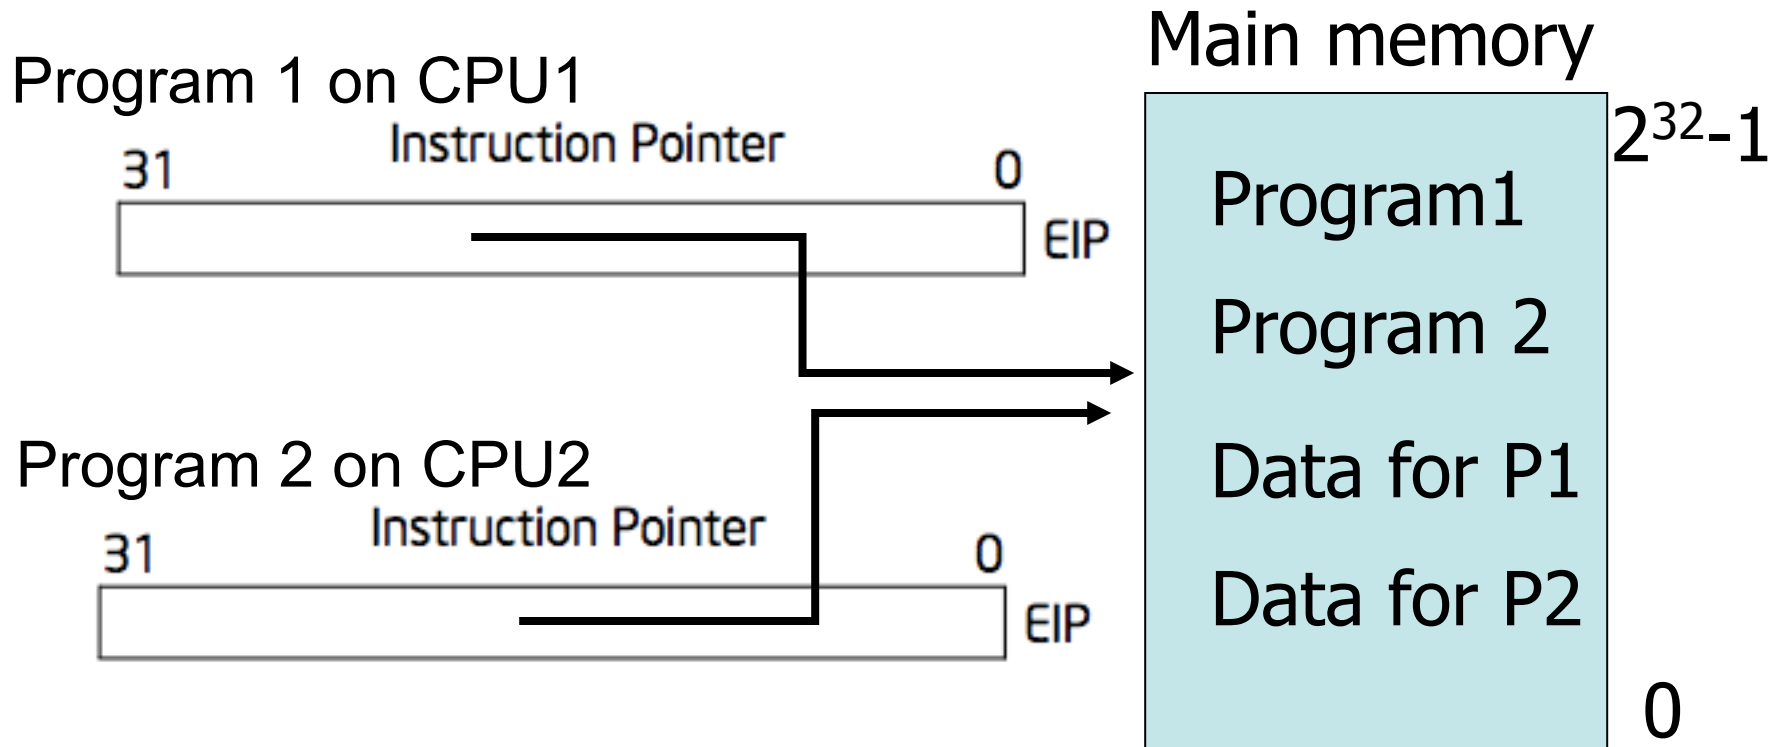 Program 1 on CPU1
Instruction Pointer
31 0
EIP
Program 2 on CPU2
Instruction Pointer
31 0
EIP
Main memory
2³²-1
Program1
Program 2
Data for P1
Data for P2
0